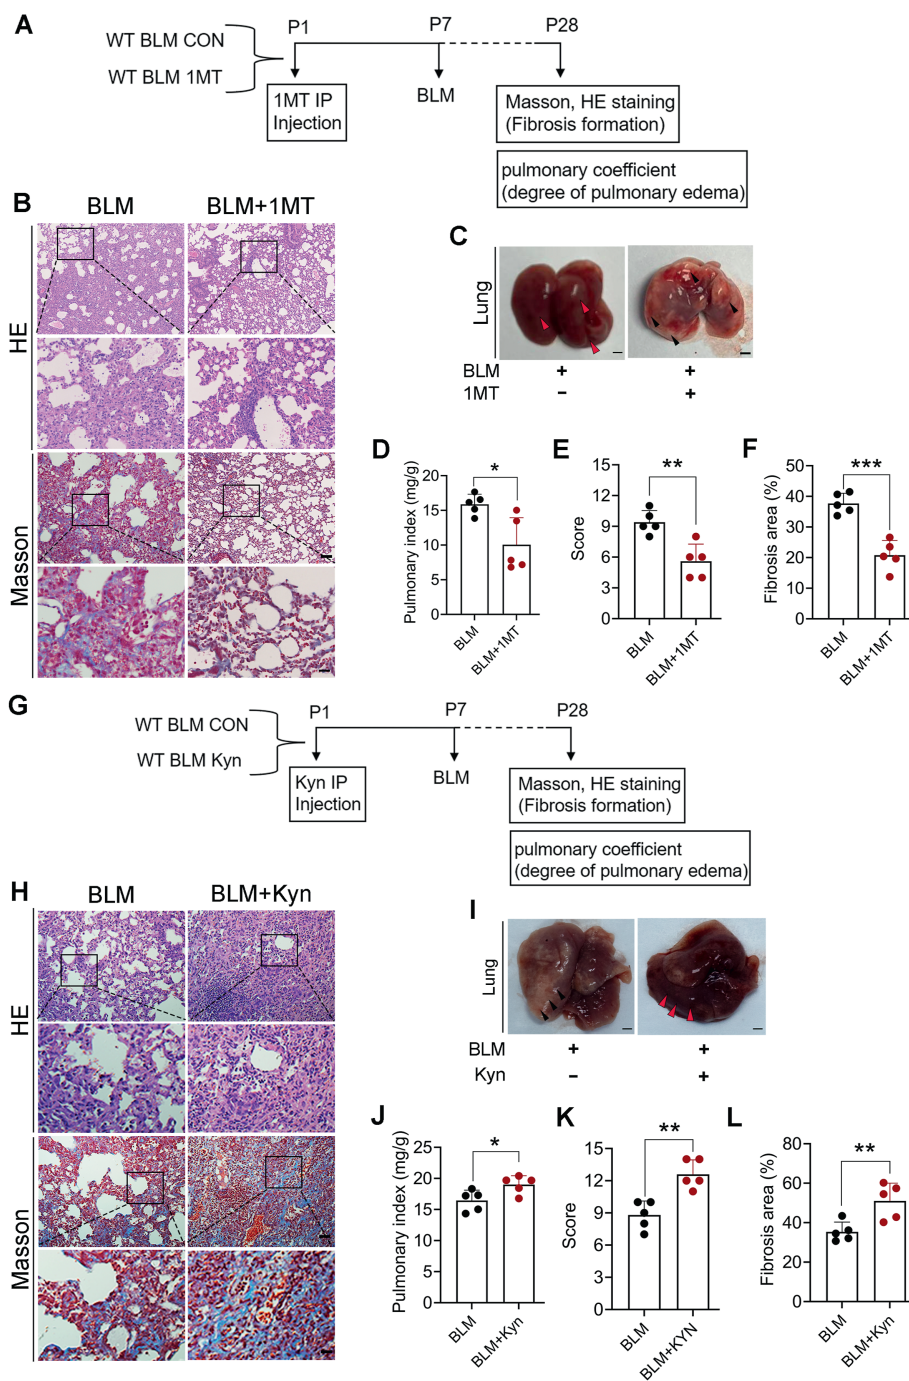 A
WT BLM CON
WT BLM 1MT
P1
P7
P28
1MT IP
Injection
BLM
Masson, HE staining
(Fibrosis formation)
pulmonary coefficient
(degree of pulmonary edema)
B
BLM
BLM+1MT
HE
Masson
C
Lung
BLM + +
1MT − +
D
Pulmonary index (mg/g)
20
15
10
5
0
*
BLM
BLM+1MT
E
Score
15
12
9
6
3
0
**
BLM
BLM+1MT
F
Fibrosis area (%)
50
40
30
20
10
0
***
BLM
BLM+1MT
G
WT BLM CON
WT BLM Kyn
P1
P7
P28
Kyn IP
Injection
BLM
Masson, HE staining
(Fibrosis formation)
pulmonary coefficient
(degree of pulmonary edema)
H
BLM
BLM+Kyn
HE
Masson
I
Lung
BLM + +
Kyn − +
J
Pulmonary index (mg/g)
25
20
15
10
5
0
*
BLM
BLM+Kyn
K
Score
15
12
9
6
3
0
**
BLM
BLM+KYN
L
Fibrosis area (%)
80
60
40
20
0
**
BLM
BLM+Kyn